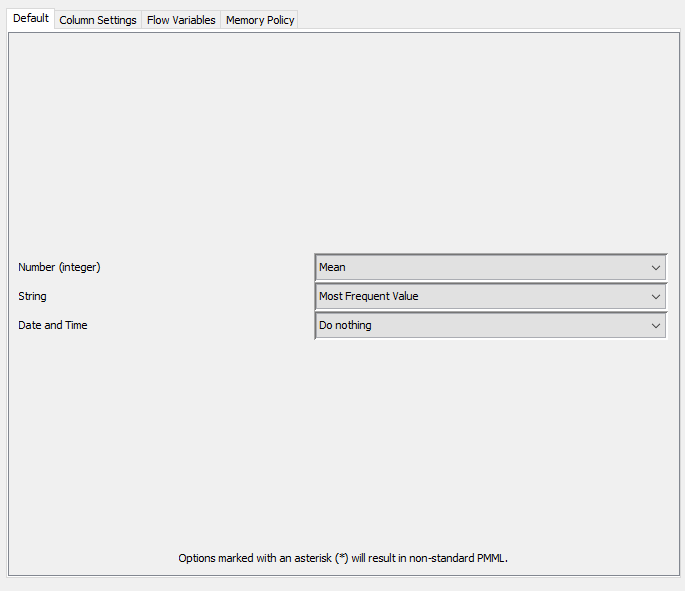 Default Column Settings Flow Variables Memory Policy
Number (integer) Mean
String Most Frequent Value
Date and Time Do nothing
Options marked with an asterisk (*) will result in non-standard PMML.